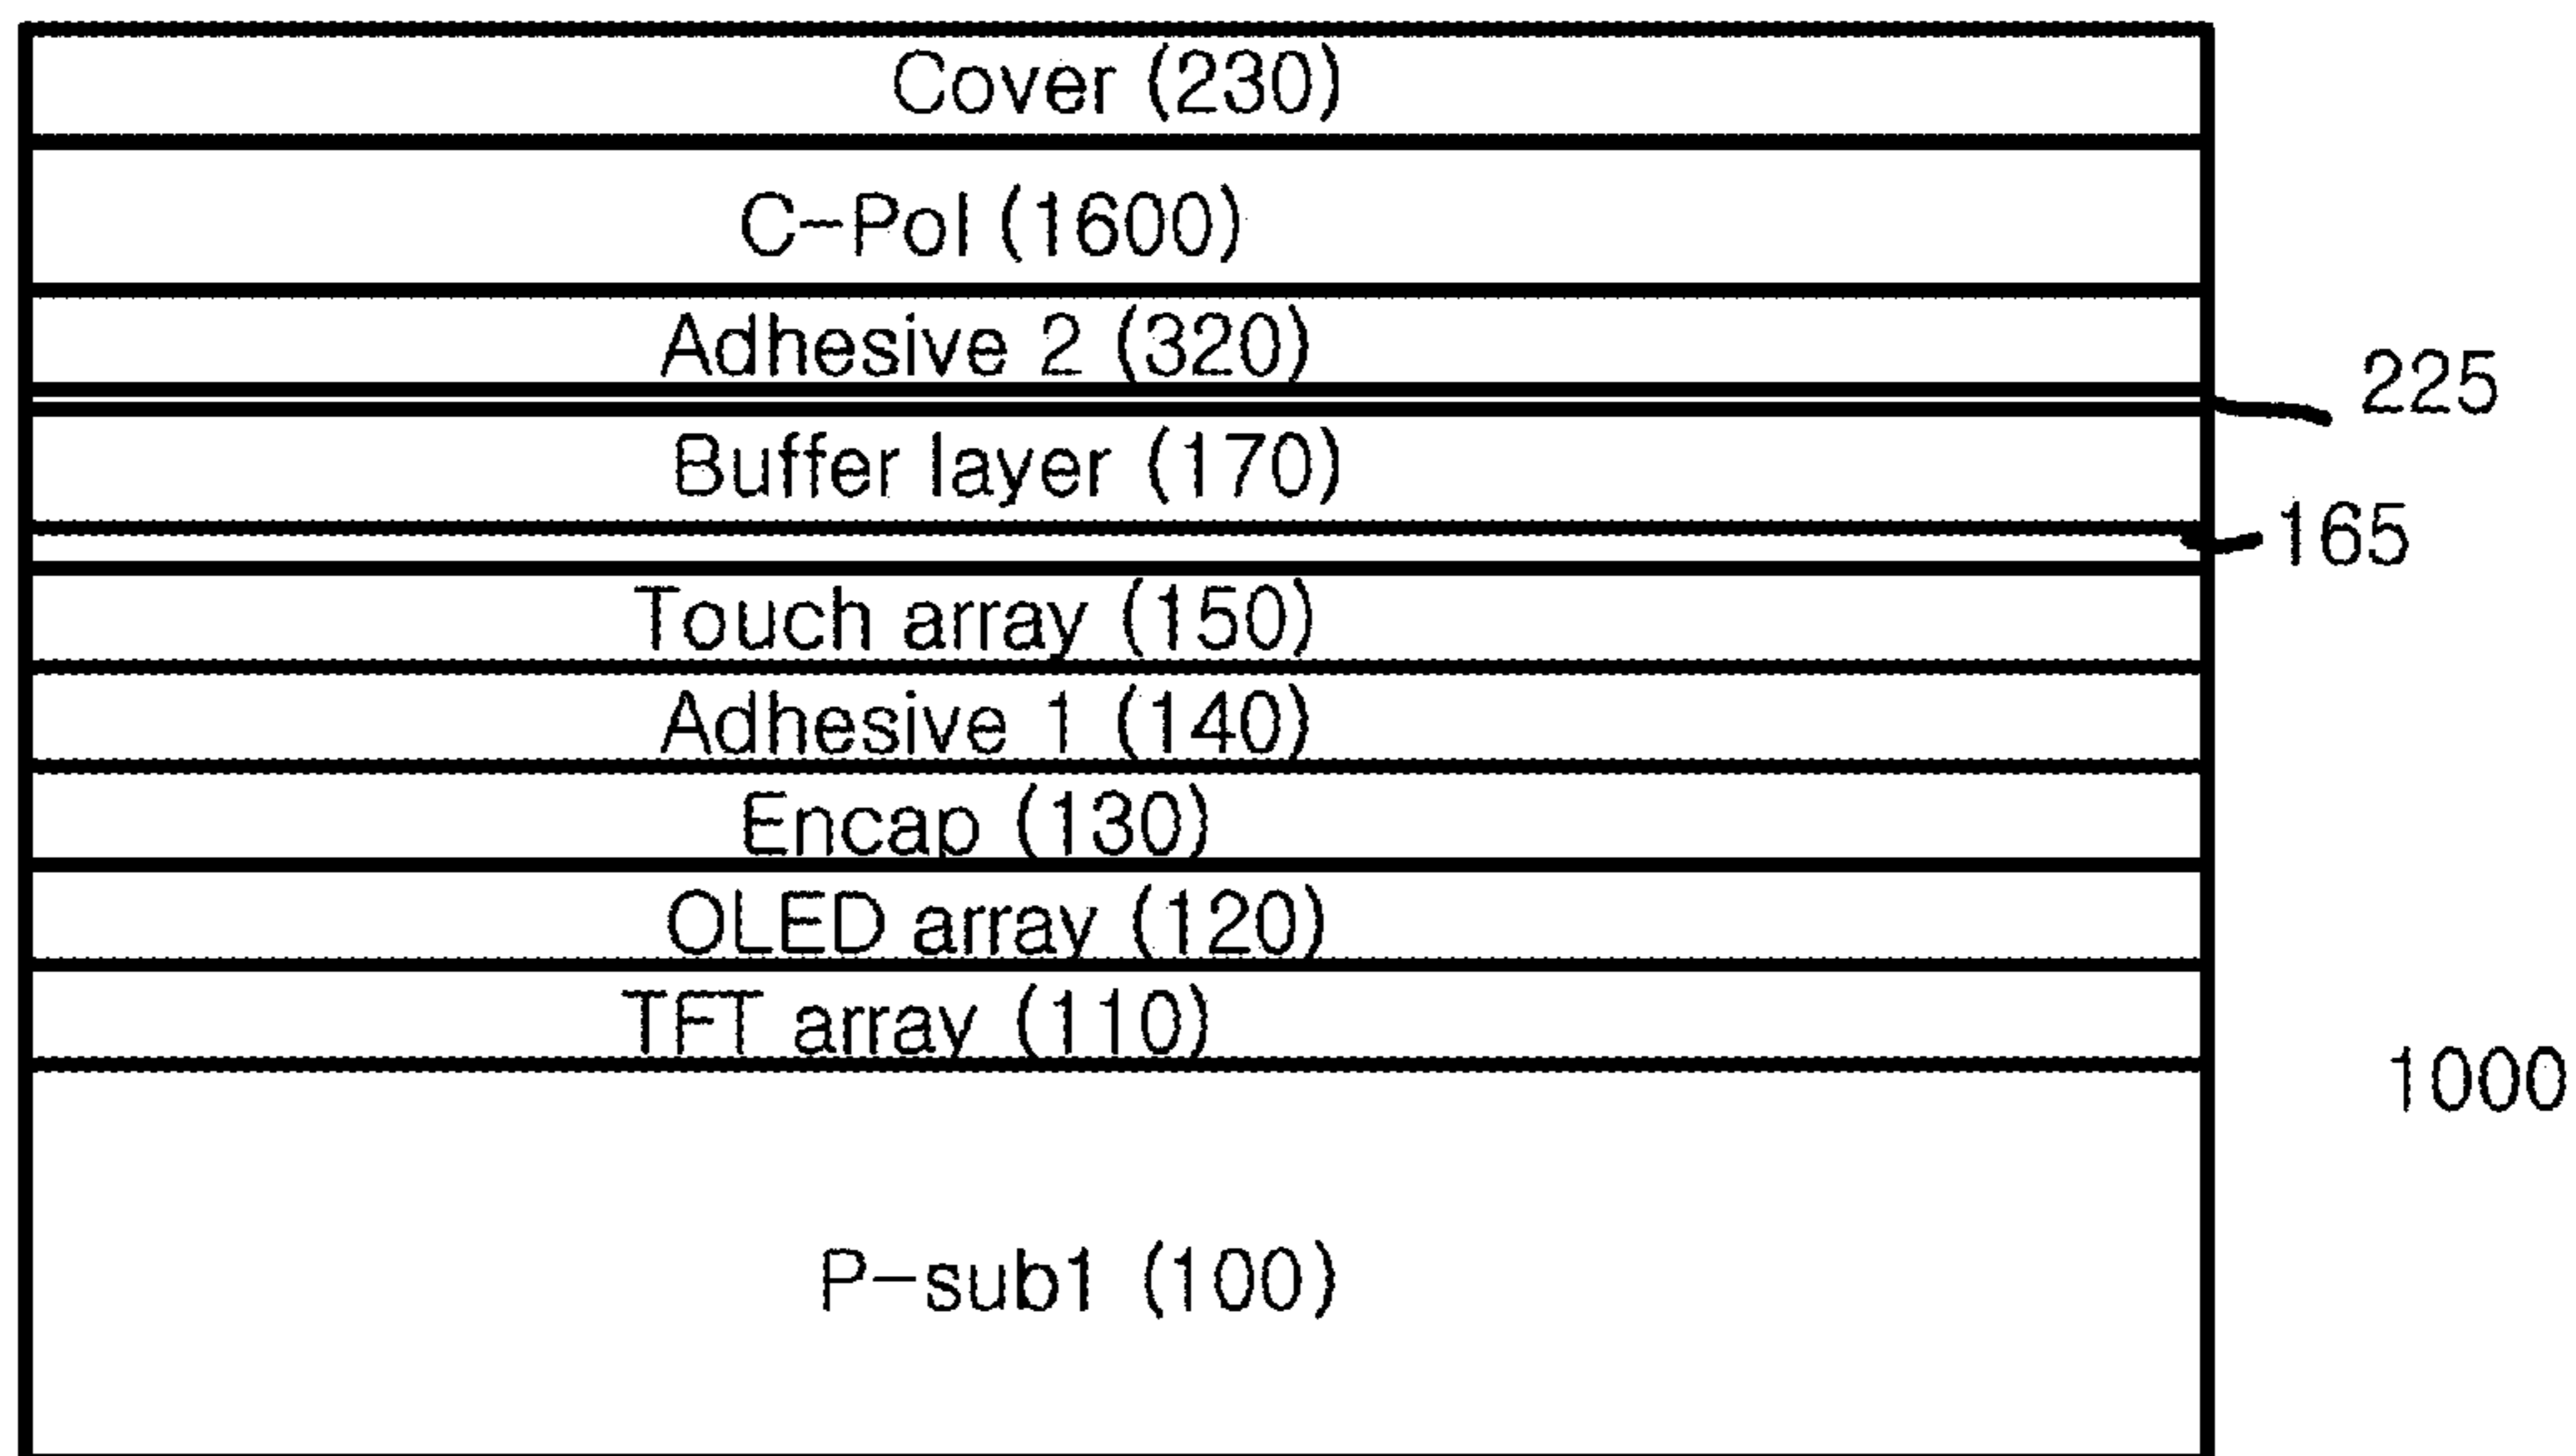 Cover (230)
C-Pol (1600)
Adhesive 2 (320)
225
Buffer layer (170)
165
Touch array (150)
Adhesive 1 (140)
Encap (130)
OLED array (120)
TFT array (110)
1000
P-sub1 (100)